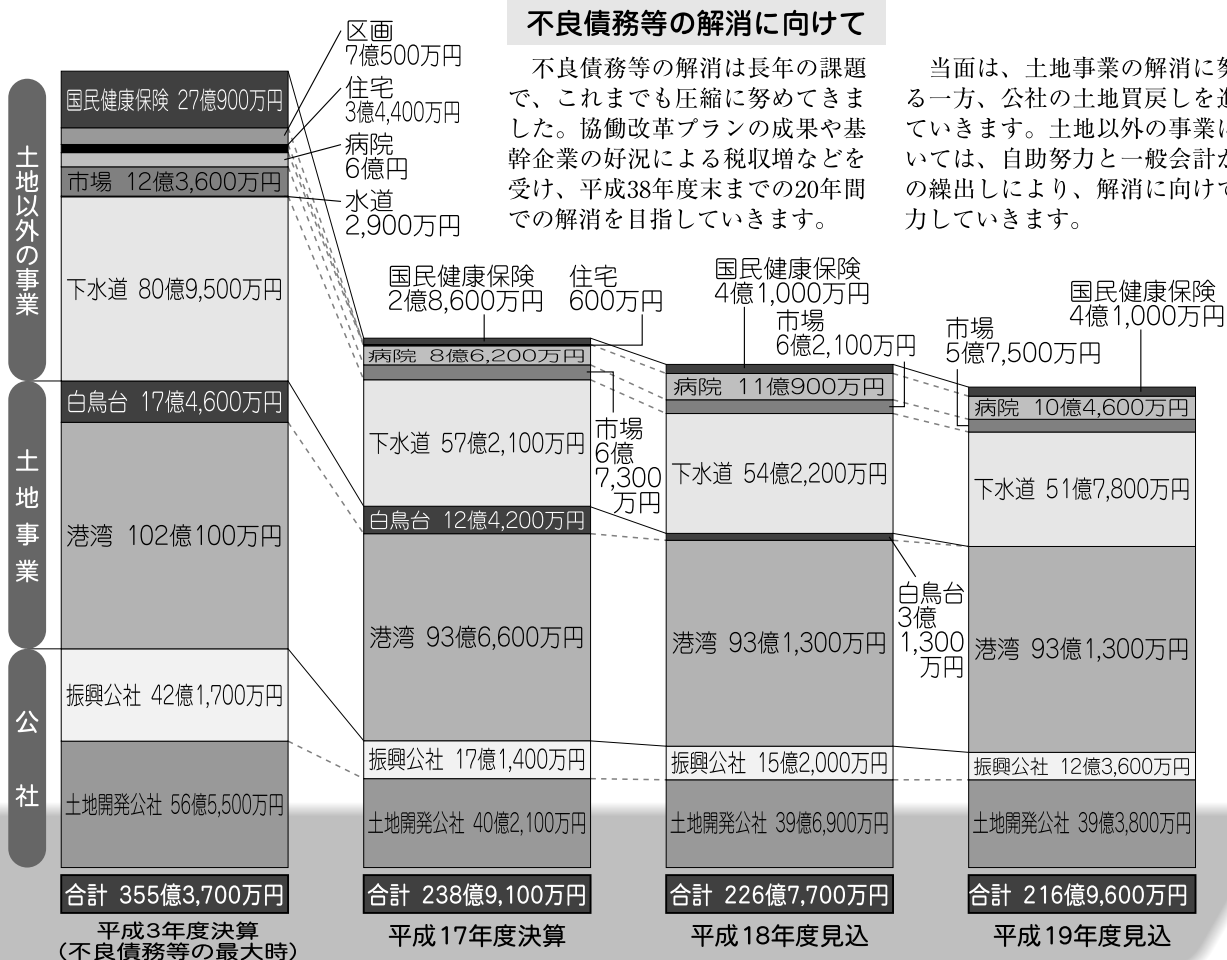 不良債務等の解消に向けて
不良債務等の解消は長年の課題
で、これまでも圧縮に努めてきま
した。協働改革プランの成果や基
幹企業の好況による税収増などを
受け、平成38年度末までの20年間
での解消を目指していきます。
当面は、土地事業の解消に
る一方、公社の土地買戻しを
ていきます。土地以外の事業に
いては、自助努力と一般会計か
の繰出しにより、解消に向けて
力していきます。
土地以外の事業
土地事業
公社
国民健康保険 27億900万円
区画
7億500万円
住宅
3億4,400万円
病院
6億円
市場 12億3,600万円
水道
2,900万円
下水道 80億9,500万円
白鳥台 17億4,600万円
港湾 102億100万円
振興公社 42億1,700万円
土地開発公社 56億5,500万円
合計 355億3,700万円
平成3年度決算
(不良債務等の最大時)
国民健康保険
2億8,600万円
住宅
600万円
病院 8億6,200万円
市場
6億
7,300
万円
下水道 57億2,100万円
白鳥台 12億4,200万円
港湾 93億6,600万円
振興公社 17億1,400万円
土地開発公社 40億2,100万円
合計 238億9,100万円
平成17年度決算
国民健康保険
4億1,000万円
市場
6億2,100万円
病院 11億900万円
下水道 54億2,200万円
白鳥台
3億
1,300
万円
港湾 93億1,300万円
振興公社 15億2,000万円
土地開発公社 39億6,900万円
合計 226億7,700万円
平成18年度見込
国民健康保険
4億1,000万円
市場
5億7,500万円
病院 10億4,600万円
下水道 51億7,800万円
港湾 93億1,300万円
振興公社 12億3,600万円
土地開発公社 39億3,800万円
合計 216億9,600万円
平成19年度見込